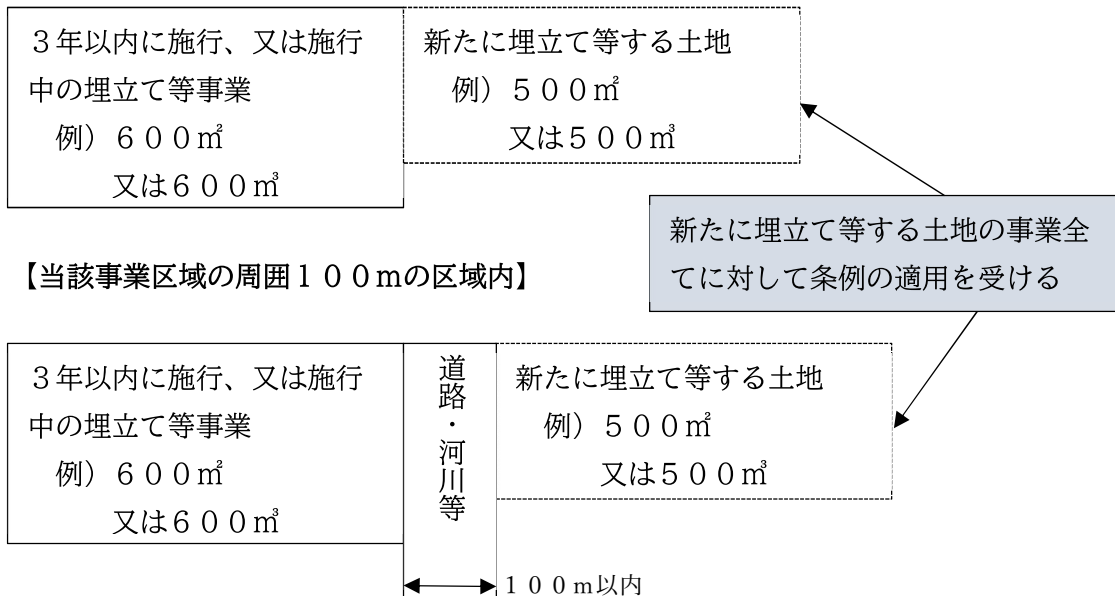 ３年以内に施行、又は施行
中の埋立て等事業
例）６００㎡
又は６００㎥
新たに埋立て等する土地
例）５００㎡
又は５００㎥
新たに埋立て等する土地の事業全
てに対して条例の適用を受ける
【当該事業区域の周囲１００ｍの区域内】
３年以内に施行、又は施行
中の埋立て等事業
例）６００㎡
又は６００㎥
道路・河川等
新たに埋立て等する土地
例）５００㎡
又は５００㎥
１００ｍ以内